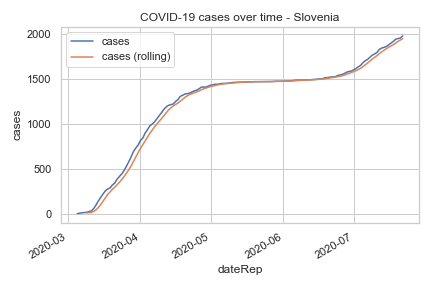 COVID-19 cases over time - Slovenia
cases
cases (rolling)
2000
1500
1000
500
0
cases
2020-03
2020-04
2020-05
2020-06
2020-07
dateRep